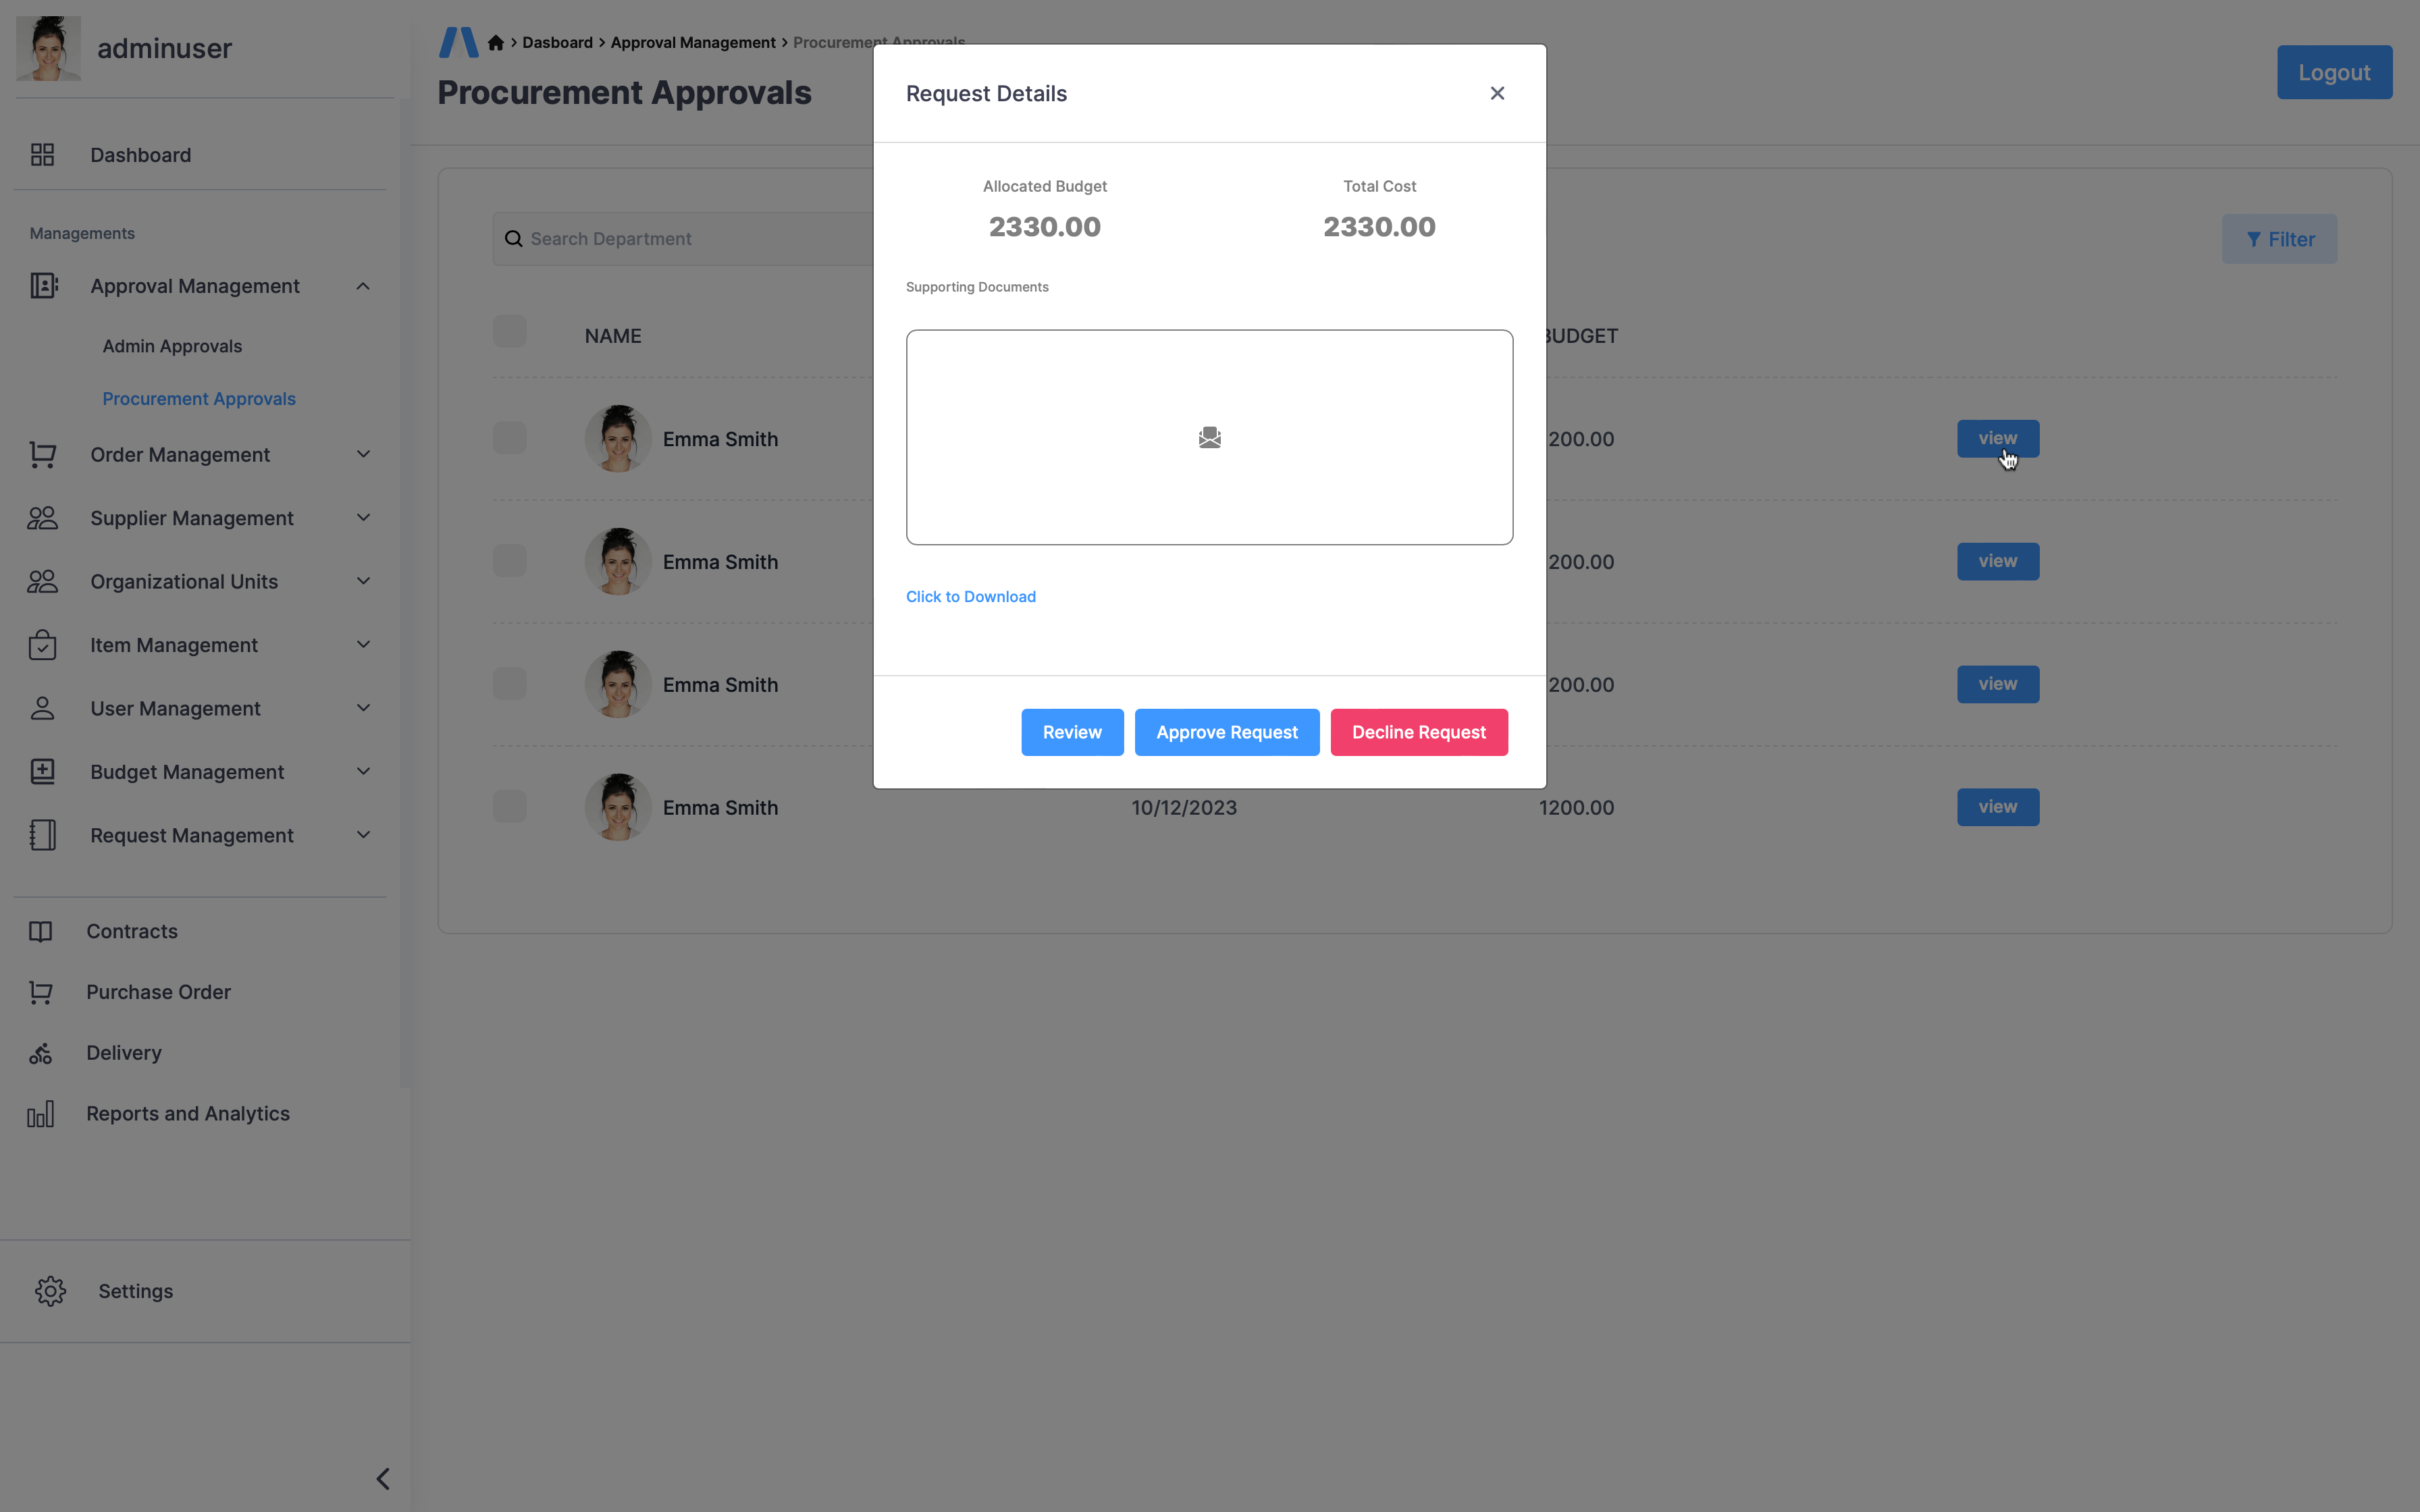 adminuser
Dashboard
Managements
Approval Management
Admin Approvals
Procurement Approvals
Order Management
Supplier Management
Organizational Units
Item Management
User Management
Budget Management
Request Management
Contracts
Purchase Order
Delivery
Reports and Analytics
Settings
> Dasboard > Approval Management > Procurement Approvals
Procurement Approvals
Logout
Search Department
Filter
NAME BUDGET
Emma Smith 200.00 view
Emma Smith 200.00 view
Emma Smith 200.00 view
Emma Smith 10/12/2023 1200.00 view
Request Details
Allocated Budget Total Cost
2330.00 2330.00
Supporting Documents
Click to Download
Review Approve Request Decline Request